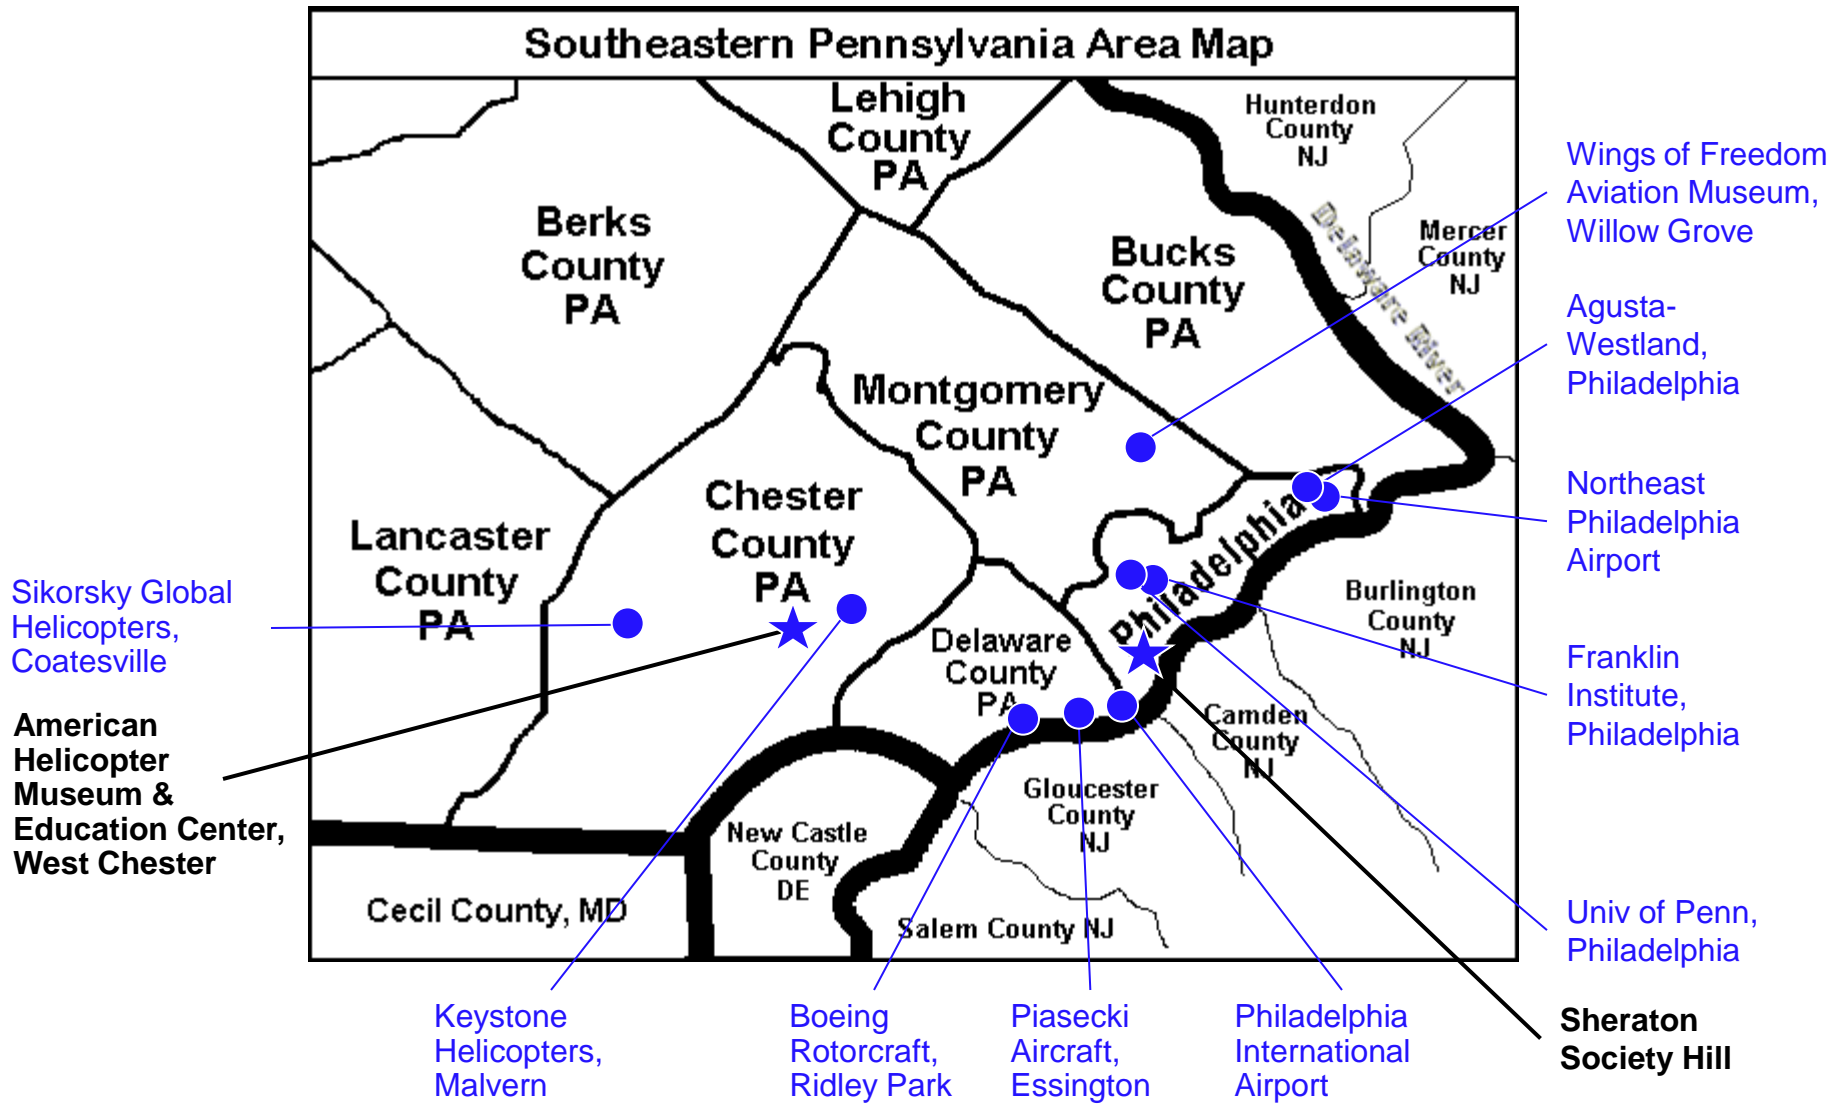 Southeastern Pennsylvania Area Map
Lehigh
County
PA
Hunterdon
County
NJ
Berks
County
PA
Bucks
County
PA
Delaware River
Mercer
County
NJ
Montgomery
County
PA
Chester
County
PA
Lancaster
County
PA
Philadelphia
Delaware
County
PA
Burlington
County
NJ
Camden
County
NJ
Gloucester
County
NJ
New Castle
County
DE
Cecil County, MD
Salem County NJ
Wings of Freedom
Aviation Museum,
Willow Grove
Agusta-
Westland,
Philadelphia
Northeast
Philadelphia
Airport
Franklin
Institute,
Philadelphia
Univ of Penn,
Philadelphia
Sheraton
Society Hill
Sikorsky Global
Helicopters,
Coatesville
American
Helicopter
Museum &
Education Center,
West Chester
Keystone
Helicopters,
Malvern
Boeing
Rotorcraft,
Ridley Park
Piasecki
Aircraft,
Essington
Philadelphia
International
Airport